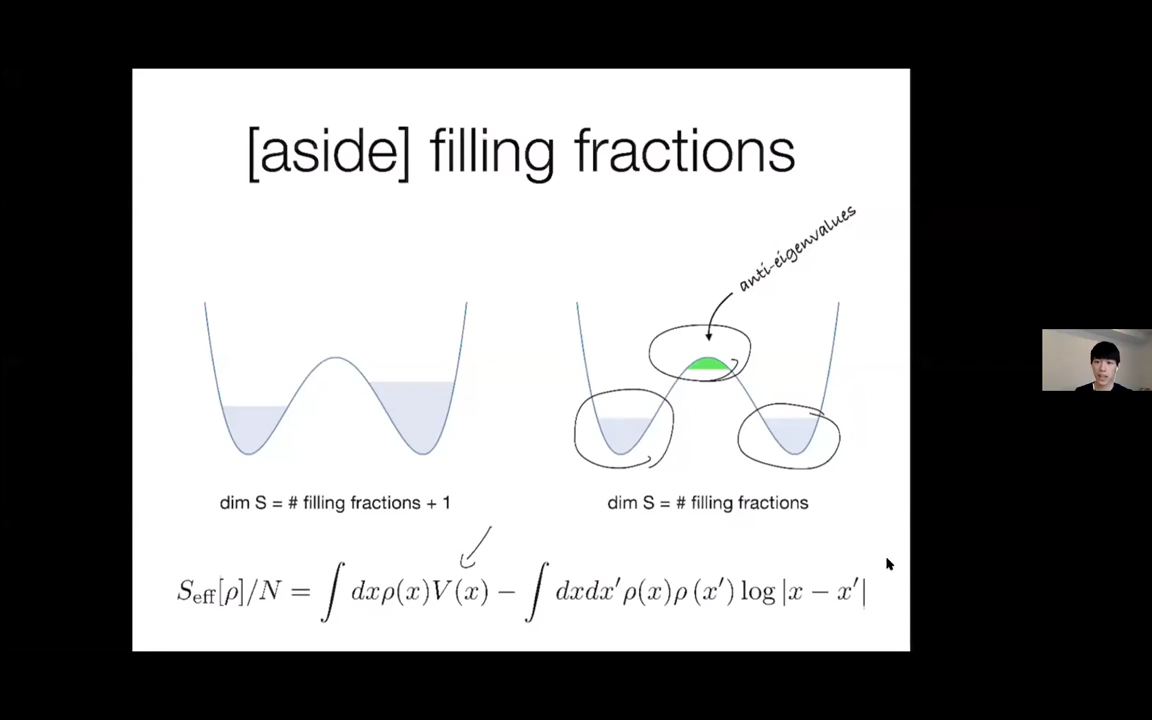 [aside] filling fractions
anti-eigenvalues
dim S = # filling fractions + 1
dim S = # filling fractions
S_eff[ρ]/N = ∫ dxρ(x)V(x) − ∫ dxdx′ρ(x)ρ (x′) log |x − x′|